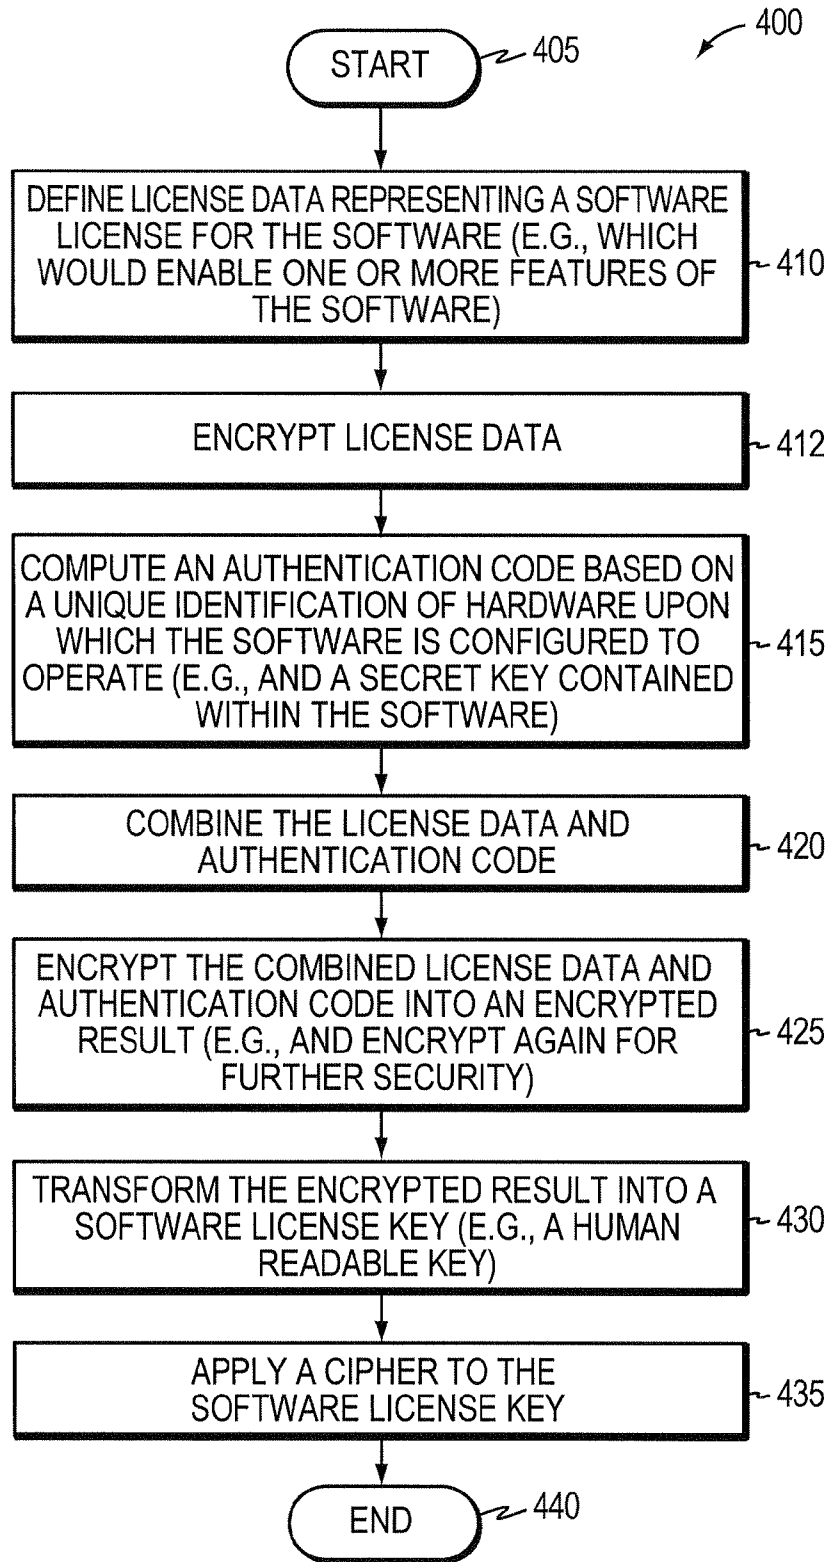 400
START
405
DEFINE LICENSE DATA REPRESENTING A SOFTWARE
LICENSE FOR THE SOFTWARE (E.G., WHICH
WOULD ENABLE ONE OR MORE FEATURES OF
THE SOFTWARE)
410
ENCRYPT LICENSE DATA
412
COMPUTE AN AUTHENTICATION CODE BASED ON
A UNIQUE IDENTIFICATION OF HARDWARE UPON
WHICH THE SOFTWARE IS CONFIGURED TO
OPERATE (E.G., AND A SECRET KEY CONTAINED
WITHIN THE SOFTWARE)
415
COMBINE THE LICENSE DATA AND
AUTHENTICATION CODE
420
ENCRYPT THE COMBINED LICENSE DATA AND
AUTHENTICATION CODE INTO AN ENCRYPTED
RESULT (E.G., AND ENCRYPT AGAIN FOR
FURTHER SECURITY)
425
TRANSFORM THE ENCRYPTED RESULT INTO A
SOFTWARE LICENSE KEY (E.G., A HUMAN
READABLE KEY)
430
APPLY A CIPHER TO THE
SOFTWARE LICENSE KEY
435
END
440